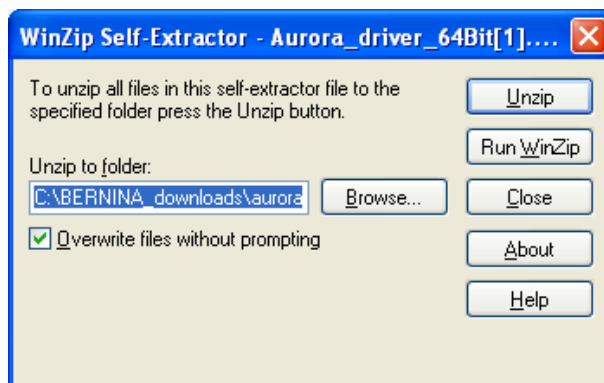 WinZip Self-Extractor - Aurora_driver_64Bit[1]....
To unzip all files in this self-extractor file to the
specified folder press the Unzip button.
Unzip to folder:
C:\BERNINA_downloads\aurora
Browse...
Overwrite files without prompting
Unzip
Run WinZip
Close
About
Help